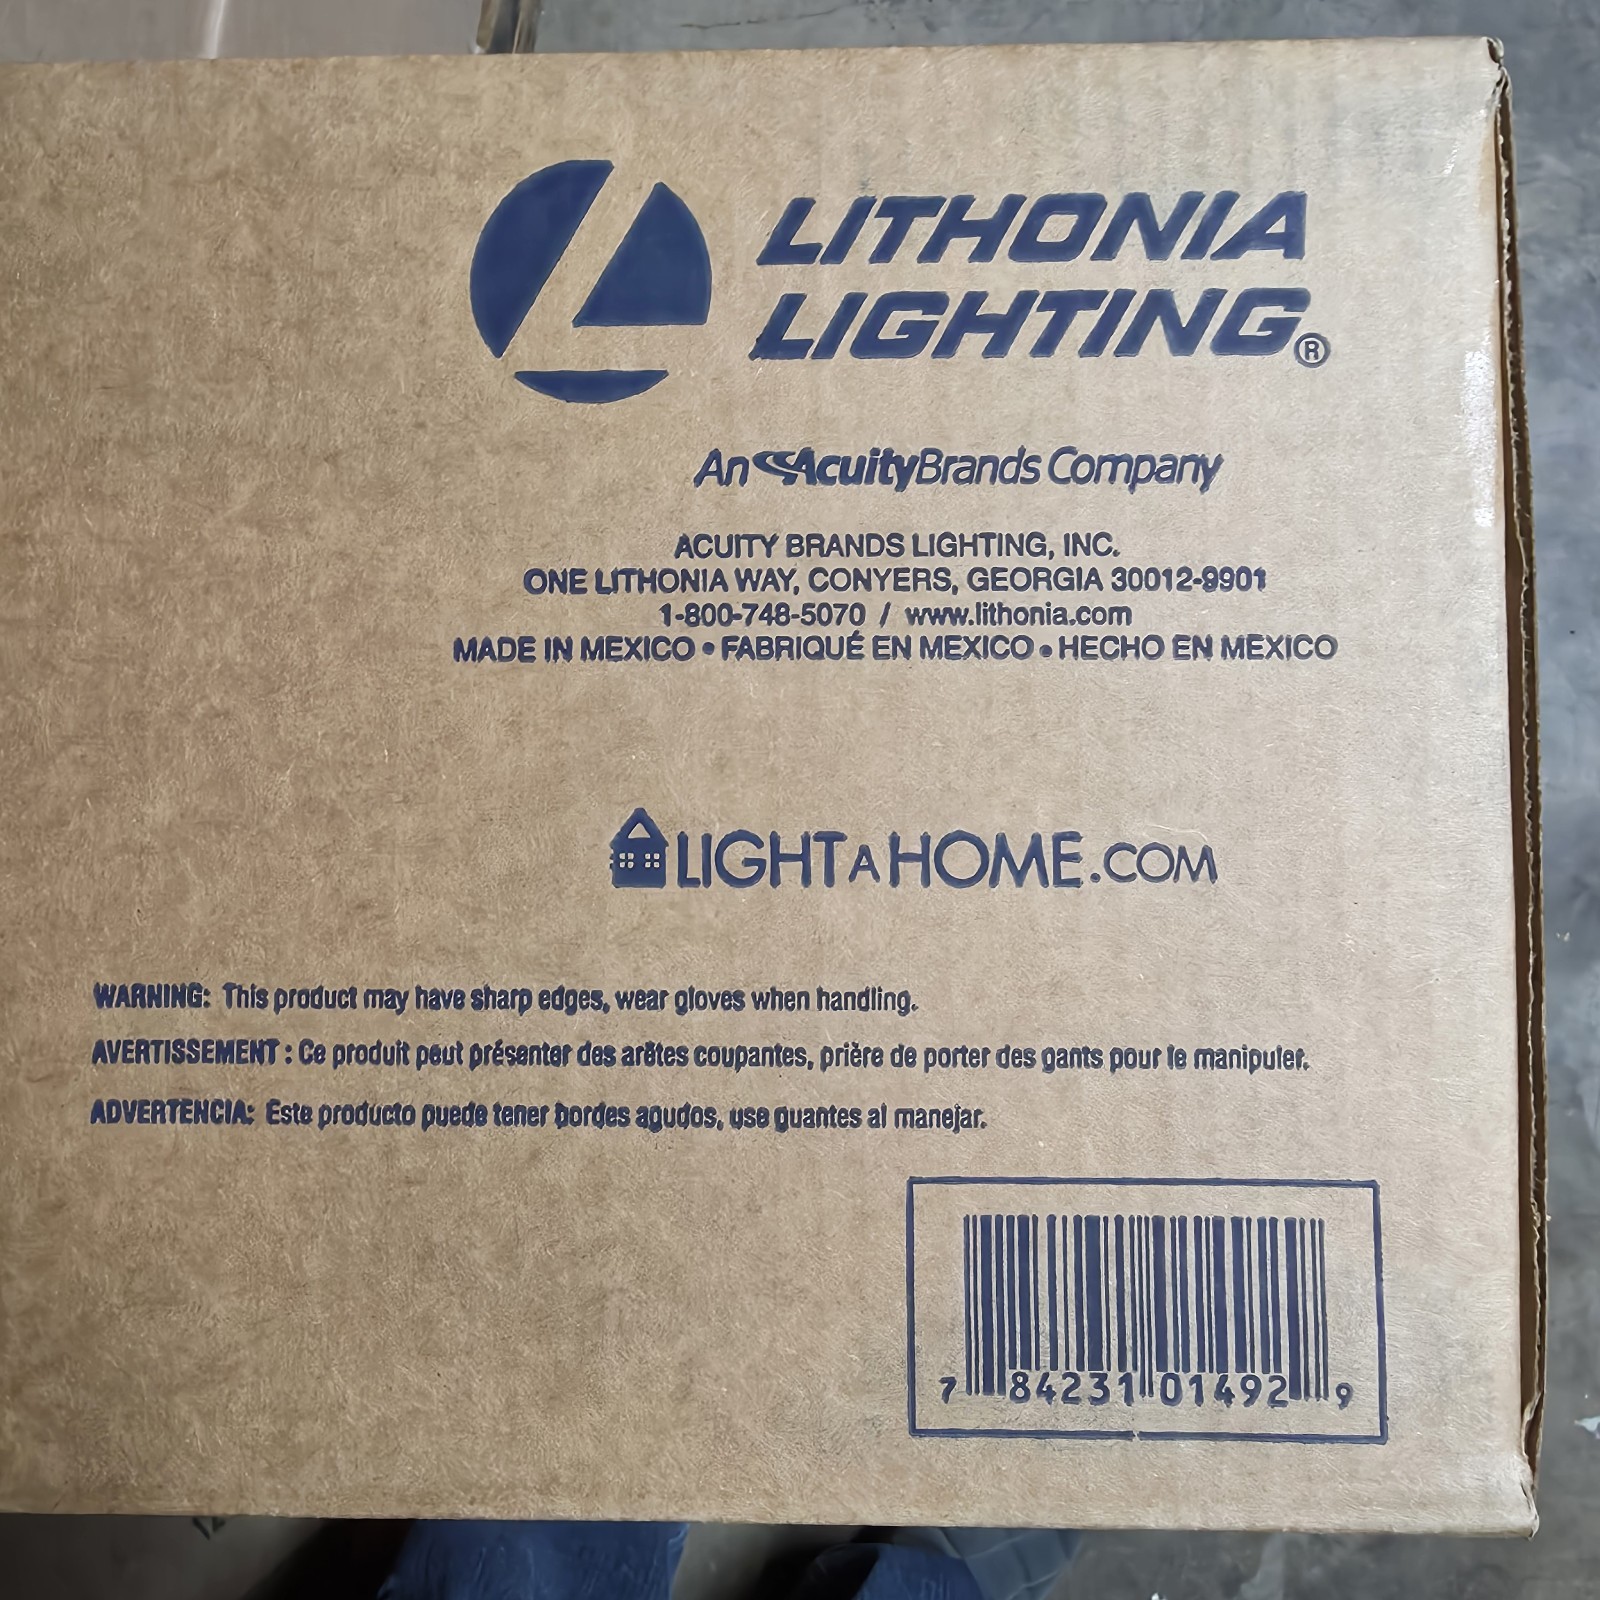 LITHONIA
LIGHTING®
An AcuityBrands Company
ACUITY BRANDS LIGHTING, INC.
ONE LITHONIA WAY, CONYERS, GEORGIA 30012-9901
1-800-748-5070 / www.lithonia.com
MADE IN MEXICO • FABRIQUÉ EN MEXICO • HECHO EN MEXICO
LIGHTAHOME.COM
WARNING: This product may have sharp edges, wear gloves when handling.
AVERTISSEMENT : Ce produit peut présenter des arêtes coupantes, prière de porter des gants pour le manipuler.
ADVERTENCIA: Este producto puede tener bordes agudos, use guantes al manejar.
7 84231 01492 9